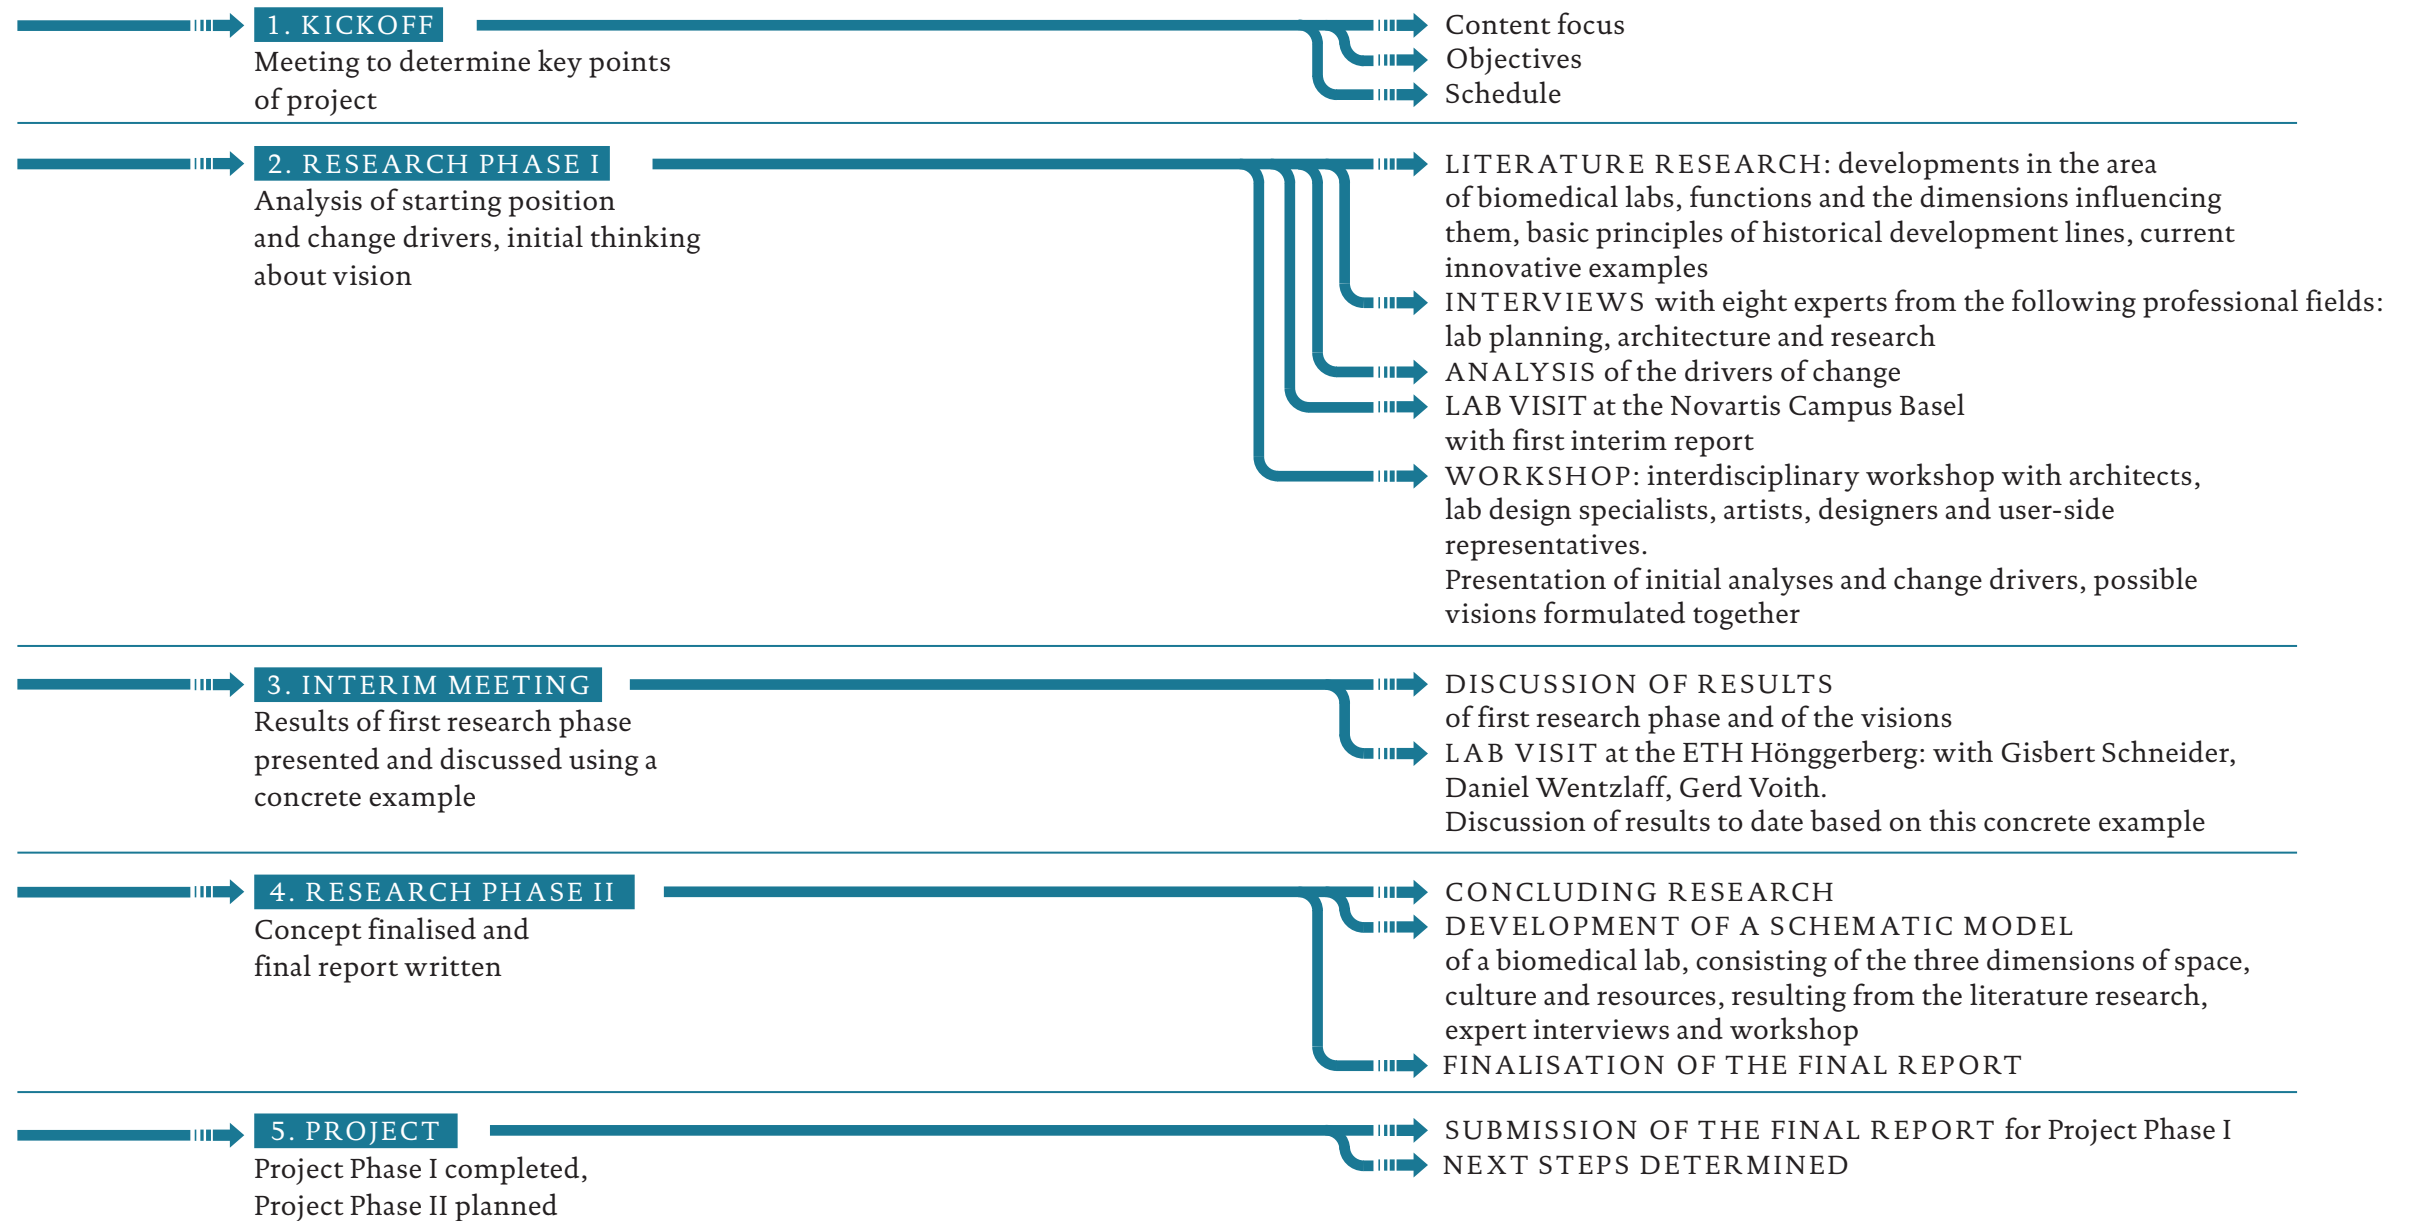 1. KICKOFF
Meeting to determine key points
of project
Content focus
Objectives
Schedule
2. RESEARCH PHASE I
Analysis of starting position
and change drivers, initial thinking
about vision
LITERATURE RESEARCH: developments in the area
of biomedical labs, functions and the dimensions influencing
them, basic principles of historical development lines, current
innovative examples
INTERVIEWS with eight experts from the following professional fields:
lab planning, architecture and research
ANALYSIS of the drivers of change
LAB VISIT at the Novartis Campus Basel
with first interim report
WORKSHOP: interdisciplinary workshop with architects,
lab design specialists, artists, designers and user-side
representatives.
Presentation of initial analyses and change drivers, possible
visions formulated together
3. INTERIM MEETING
Results of first research phase
presented and discussed using a
concrete example
DISCUSSION OF RESULTS
of first research phase and of the visions
LAB VISIT at the ETH Hönggerberg: with Gisbert Schneider,
Daniel Wentzlaff, Gerd Voith.
Discussion of results to date based on this concrete example
4. RESEARCH PHASE II
Concept finalised and
final report written
CONCLUDING RESEARCH
DEVELOPMENT OF A SCHEMATIC MODEL
of a biomedical lab, consisting of the three dimensions of space,
culture and resources, resulting from the literature research,
expert interviews and workshop
FINALISATION OF THE FINAL REPORT
5. PROJECT
Project Phase I completed,
Project Phase II planned
SUBMISSION OF THE FINAL REPORT for Project Phase I
NEXT STEPS DETERMINED